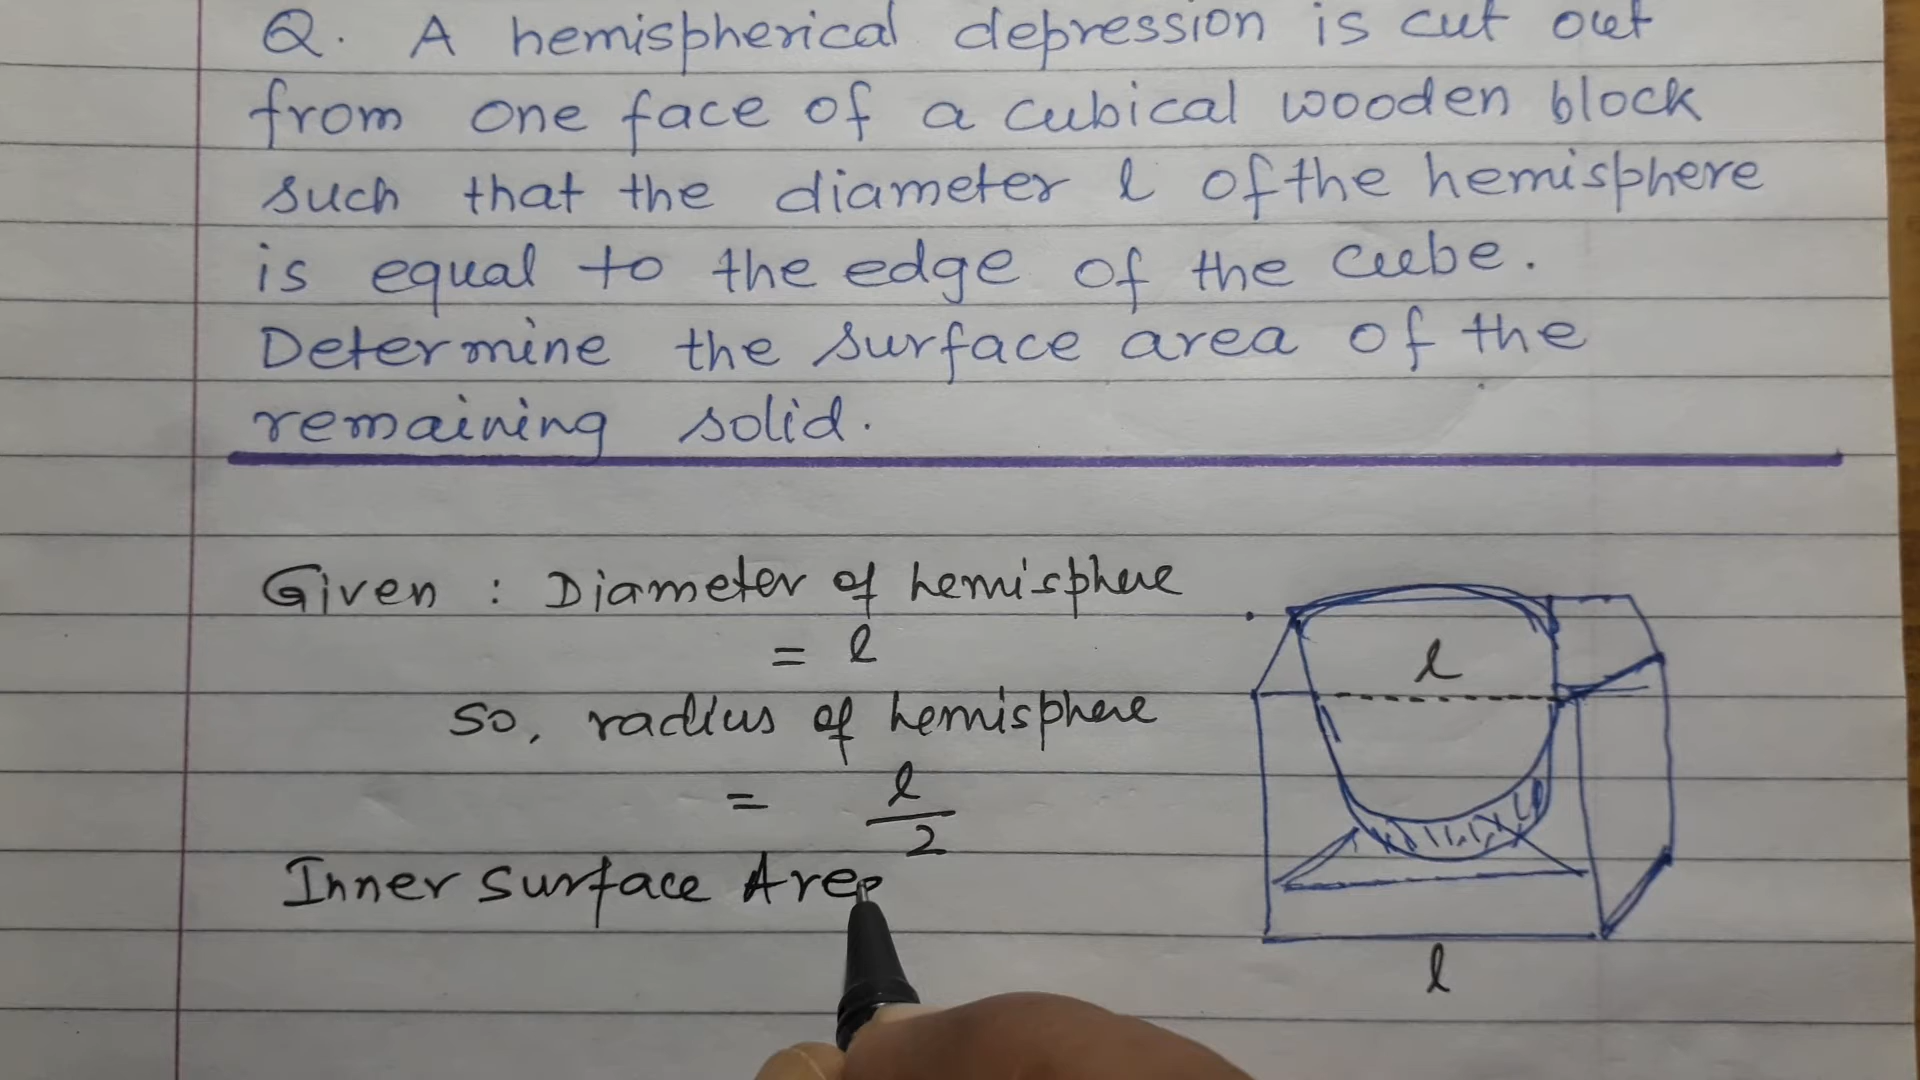 Q. A hemispherical depression is cut out
from one face of a cubical wooden block
such that the diameter l of the hemisphere
is equal to the edge of the cube.
Determine the surface area of the
remaining solid.
Given : Diameter of hemisphere
= l
So, radius of hemisphere
= l/2
Inner surface Area
l
l